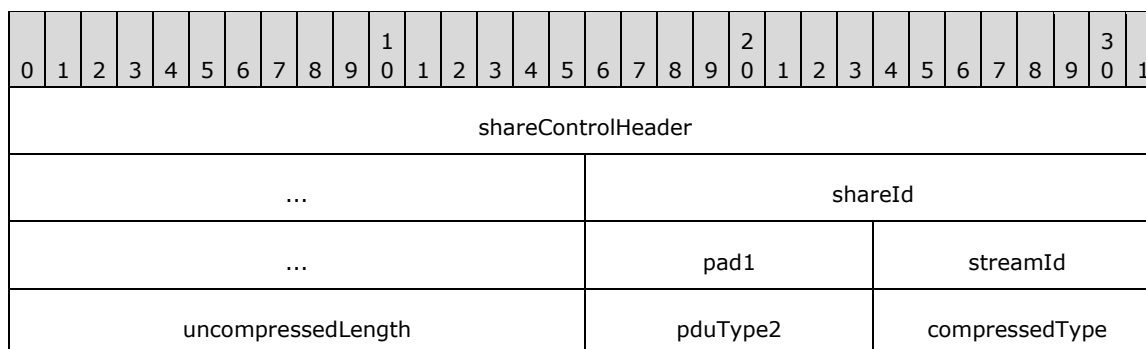 1 2 3
0 1 2 3 4 5 6 7 8 9 0 1 2 3 4 5 6 7 8 9 0 1 2 3 4 5 6 7 8 9 0 1
shareControlHeader
... shareId
... pad1 streamId
uncompressedLength pduType2 compressedType